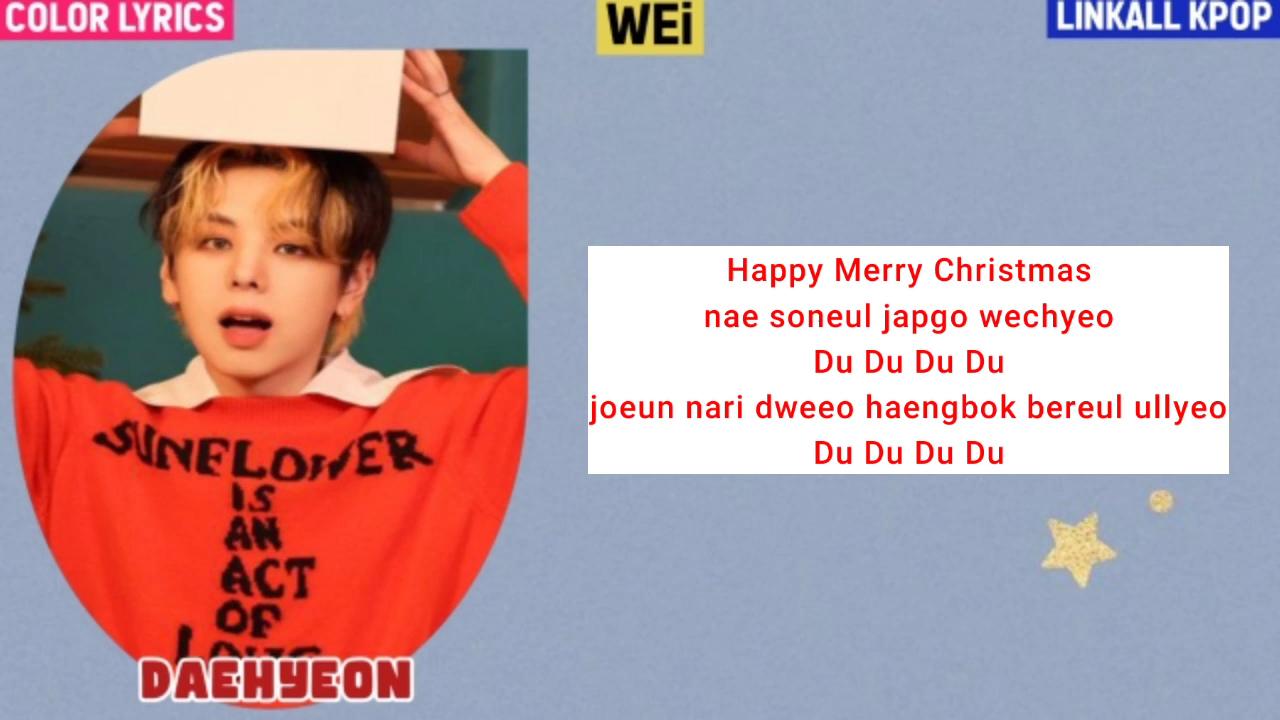 COLOR LYRICS
WEi
LINKALL KPOP
SUNFLOWER
IS
AN
ACT
OF
DAEHYEON
Happy Merry Christmas
nae soneul japgo wechyeo
Du Du Du Du
joeun nari dweeo haengbok bereul ullyeo
Du Du Du Du